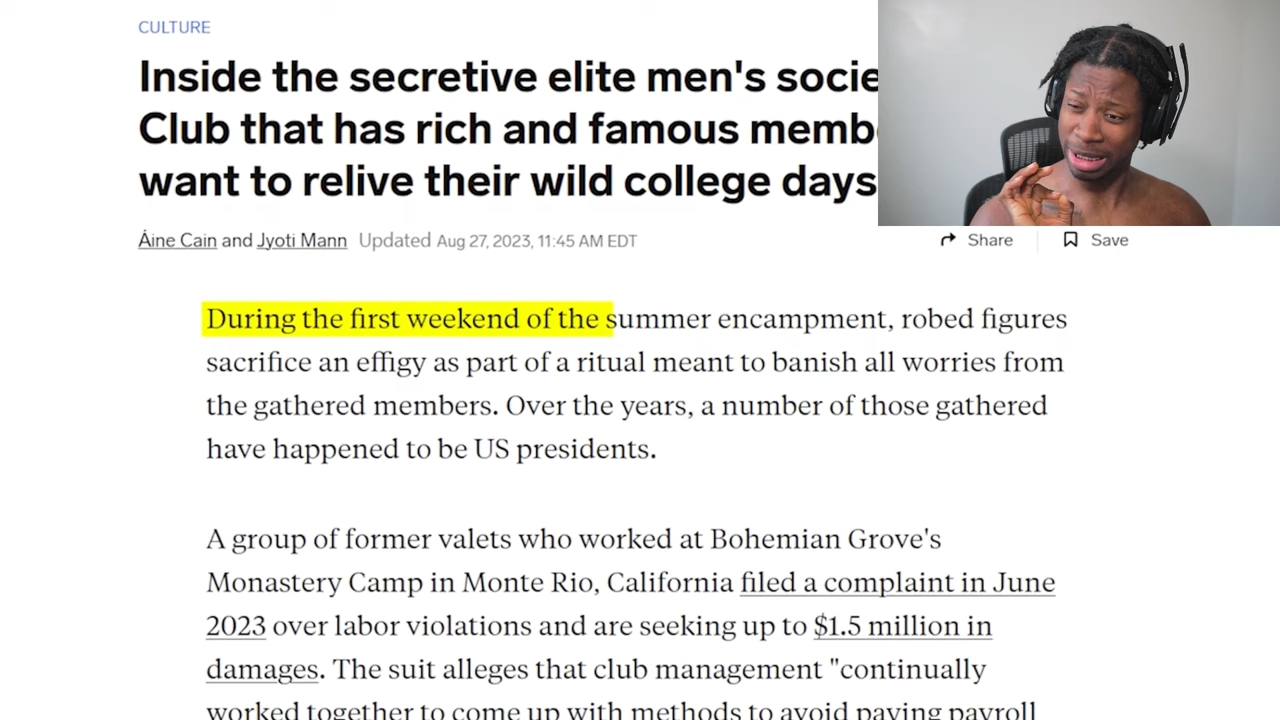 CULTURE
Inside the secretive elite men's socie
Club that has rich and famous memb
want to relive their wild college days
Áine Cain and Jyoti Mann Updated Aug 27, 2023, 11:45 AM EDT Share Save
During the first weekend of the summer encampment, robed figures
sacrifice an effigy as part of a ritual meant to banish all worries from
the gathered members. Over the years, a number of those gathered
have happened to be US presidents.
A group of former valets who worked at Bohemian Grove's
Monastery Camp in Monte Rio, California filed a complaint in June
2023 over labor violations and are seeking up to $1.5 million in
damages. The suit alleges that club management "continually
worked together to come up with methods to avoid paying payroll